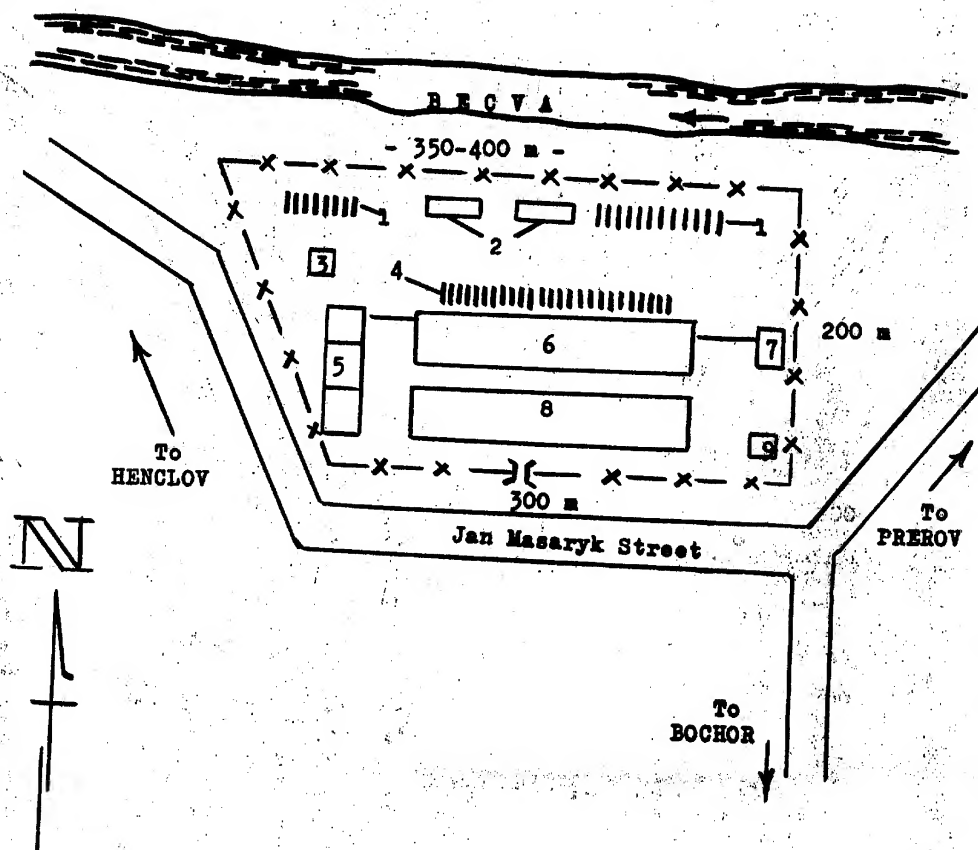 BECVA
- 350-400 m -
1
2
1
3
4
200 m
6
7
5
8
9
To
HENCLOV
300 m
To
PREROV
Jan Masaryk Street
N
To
BOCHOR